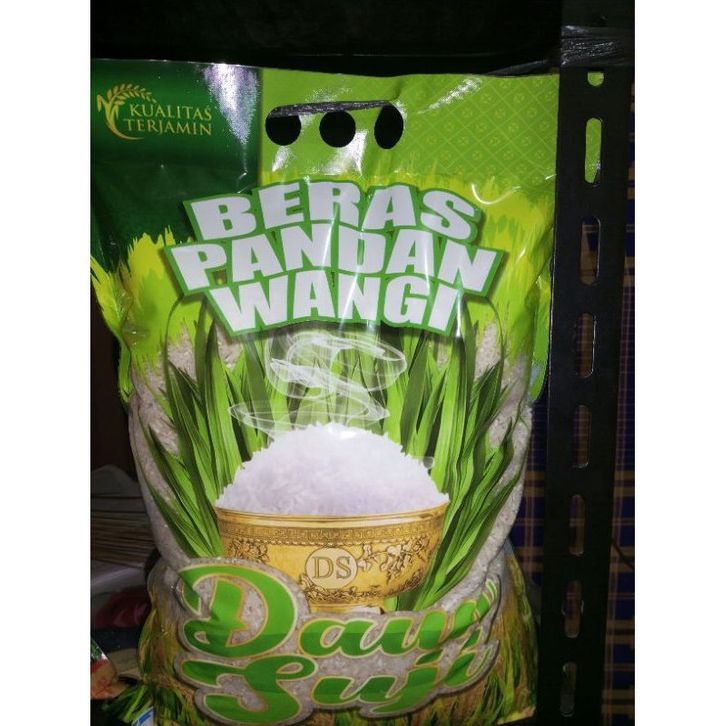 KUALITAS
TERJAMIN
BERAS
PANDAN
WANGI
DS
Daun
Suji